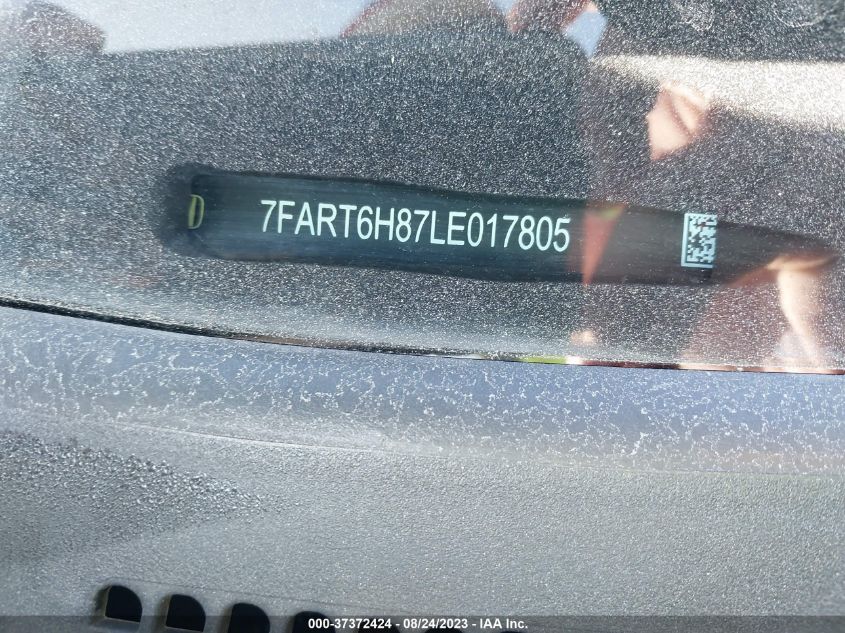 7FART6H87LE017805
000-37372424 - 08/24/2023 - IAA Inc.